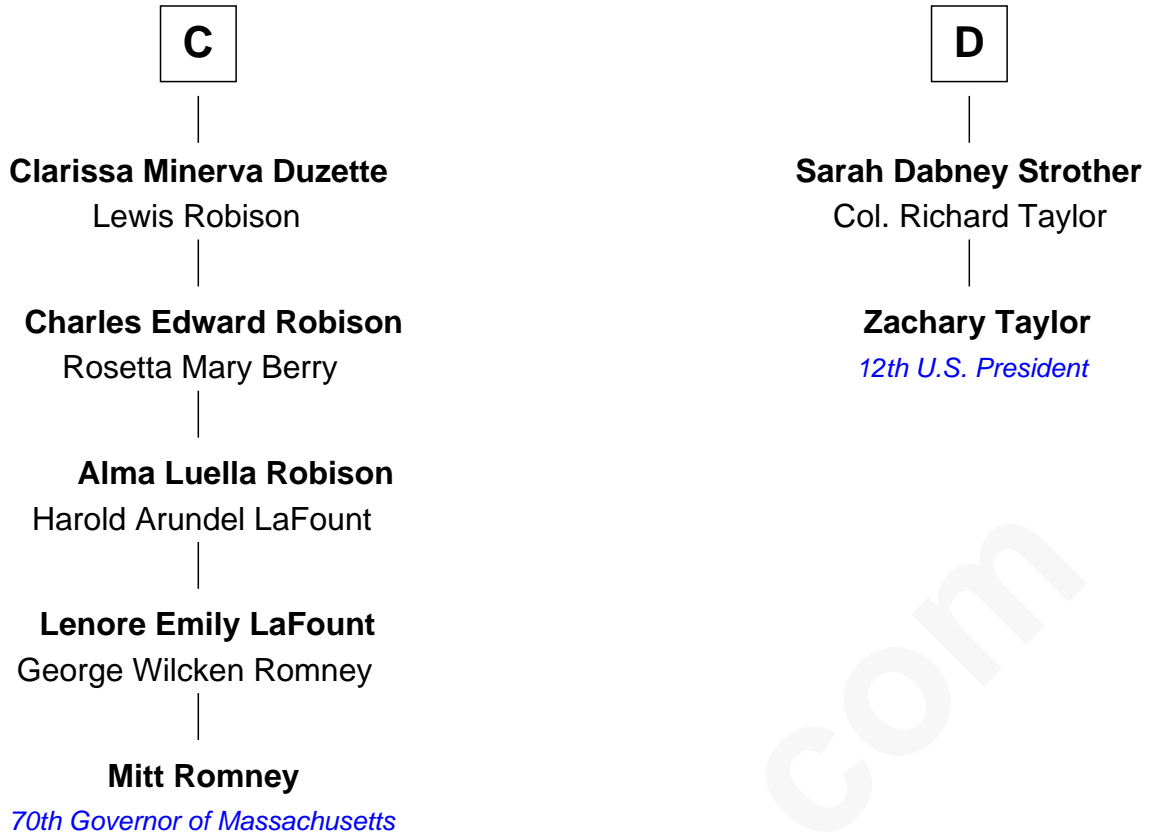 C
Clarissa Minerva Duzette
Lewis Robison
Charles Edward Robison
Rosetta Mary Berry
Alma Luella Robison
Harold Arundel LaFount
Lenore Emily LaFount
George Wilcken Romney
Mitt Romney
70th Governor of Massachusetts
D
Sarah Dabney Strother
Col. Richard Taylor
Zachary Taylor
12th U.S. President
com